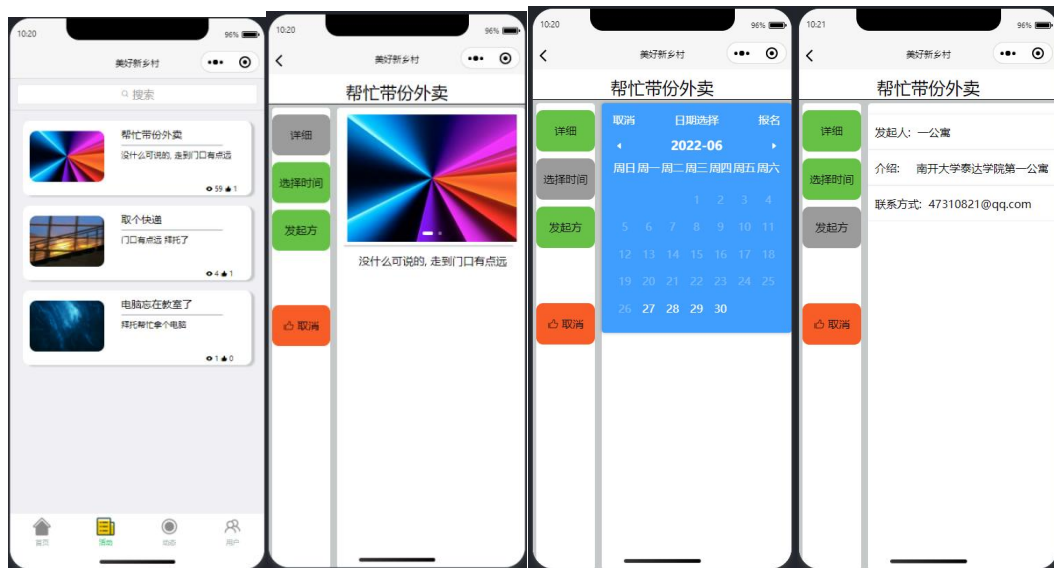 10:20
96%
美好新乡村
搜索
帮忙带份外卖
没什么可说的, 走到门口有点远
59 1
取个快递
门口有点远 拜托了
4 1
电脑忘在教室了
拜托帮忙拿个电脑
1 0
首页
活动
动态
用户
10:20
96%
美好新乡村
帮忙带份外卖
详细
选择时间
发起方
取消
没什么可说的, 走到门口有点远
10:20
96%
美好新乡村
帮忙带份外卖
详细
选择时间
发起方
取消
取消 日期选择 报名
2022-06
周日 周一 周二 周三 周四 周五 周六
1 2 3 4
5 6 7 8 9 10 11
12 13 14 15 16 17 18
19 20 21 22 23 24 25
26 27 28 29 30
10:21
96%
美好新乡村
帮忙带份外卖
详细
选择时间
发起方
取消
发起人: 一公寓
介绍: 南开大学泰达学院第一公寓
联系方式: 47310821@qq.com